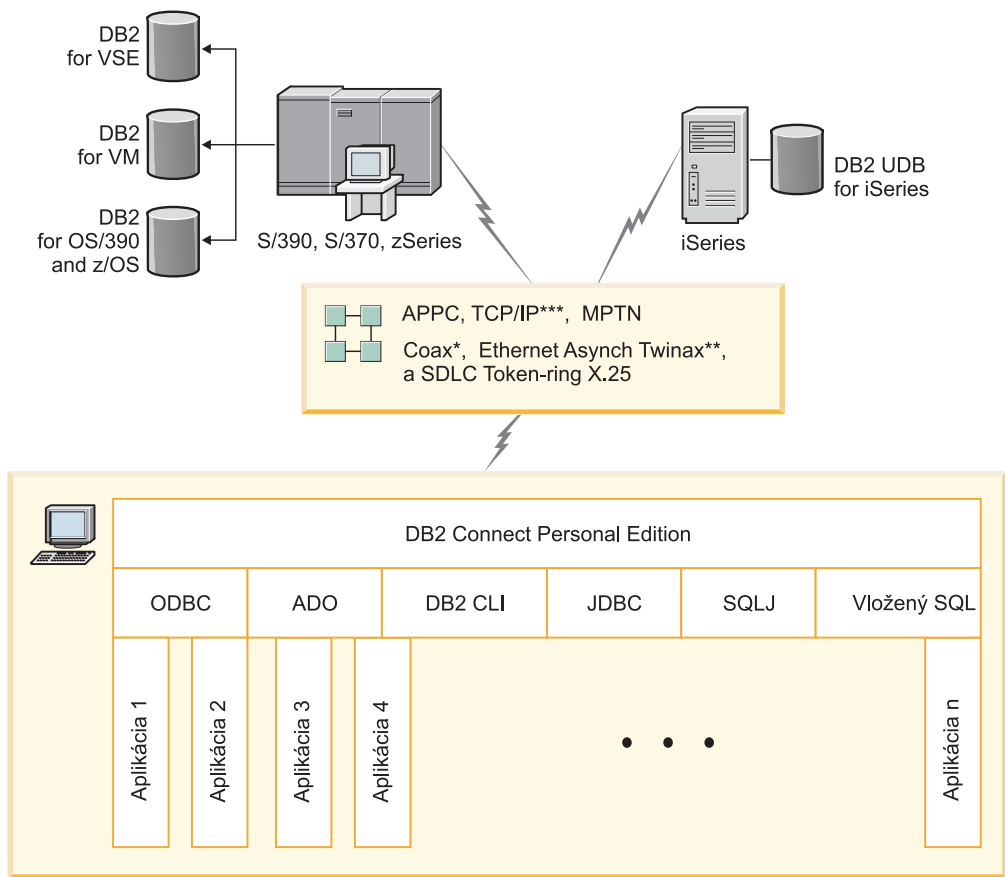 DB2
for VSE
DB2
for VM
DB2
for OS/390
and z/OS
S/390, S/370, zSeries
iSeries
DB2 UDB
for iSeries
APPC, TCP/IP***, MPTN
Coax*, Ethernet Asynch Twinax**,
a SDLC Token-ring X.25
DB2 Connect Personal Edition
ODBC
ADO
DB2 CLI
JDBC
SQLJ
Vložený SQL
Aplikácia 1
Aplikácia 2
Aplikácia 3
Aplikácia 4
• • •
Aplikácia n